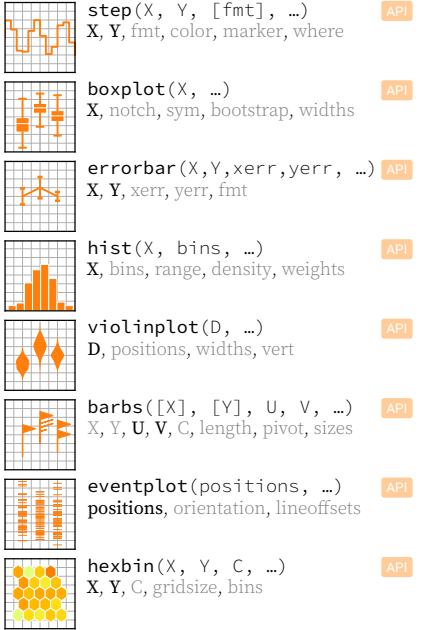 step(X, Y, [fmt], …) API
X, Y, fmt, color, marker, where
boxplot(X, …) API
X, notch, sym, bootstrap, widths
errorbar(X,Y,xerr,yerr, …) API
X, Y, xerr, yerr, fmt
hist(X, bins, …) API
X, bins, range, density, weights
violinplot(D, …) API
D, positions, widths, vert
barbs([X], [Y], U, V, …) API
X, Y, U, V, C, length, pivot, sizes
eventplot(positions, …) API
positions, orientation, lineoffsets
hexbin(X, Y, C, …) API
X, Y, C, gridsize, bins